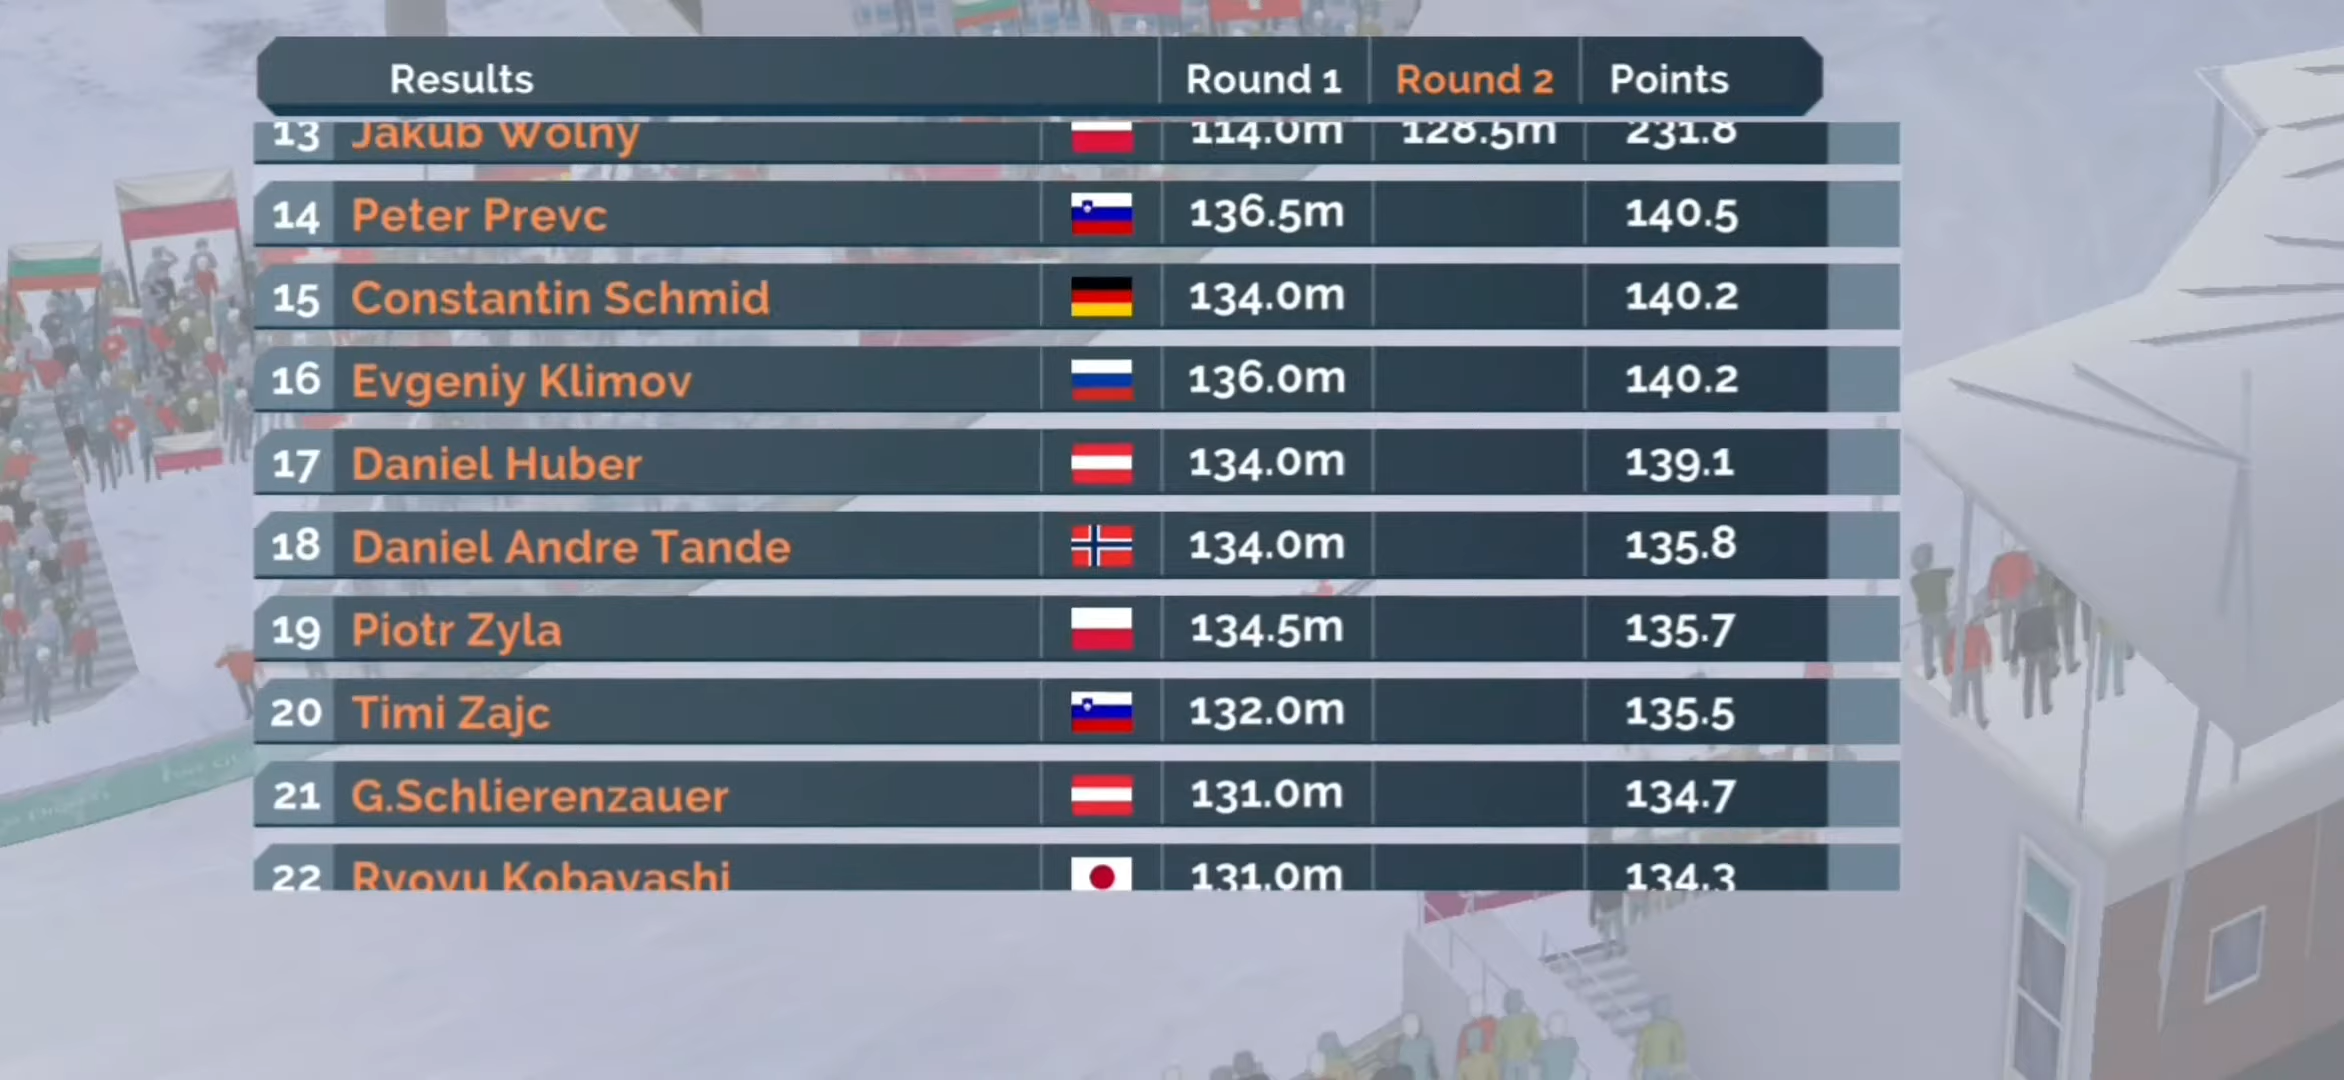 Results Round 1 Round 2 Points
13 Jakub Wolny 114.0m 128.5m 231.8
14 Peter Prevc 136.5m 140.5
15 Constantin Schmid 134.0m 140.2
16 Evgeniy Klimov 136.0m 140.2
17 Daniel Huber 134.0m 139.1
18 Daniel Andre Tande 134.0m 135.8
19 Piotr Zyla 134.5m 135.7
20 Timi Zajc 132.0m 135.5
21 G.Schlierenzauer 131.0m 134.7
22 Ryoyu Kobayashi 131.0m 134.3